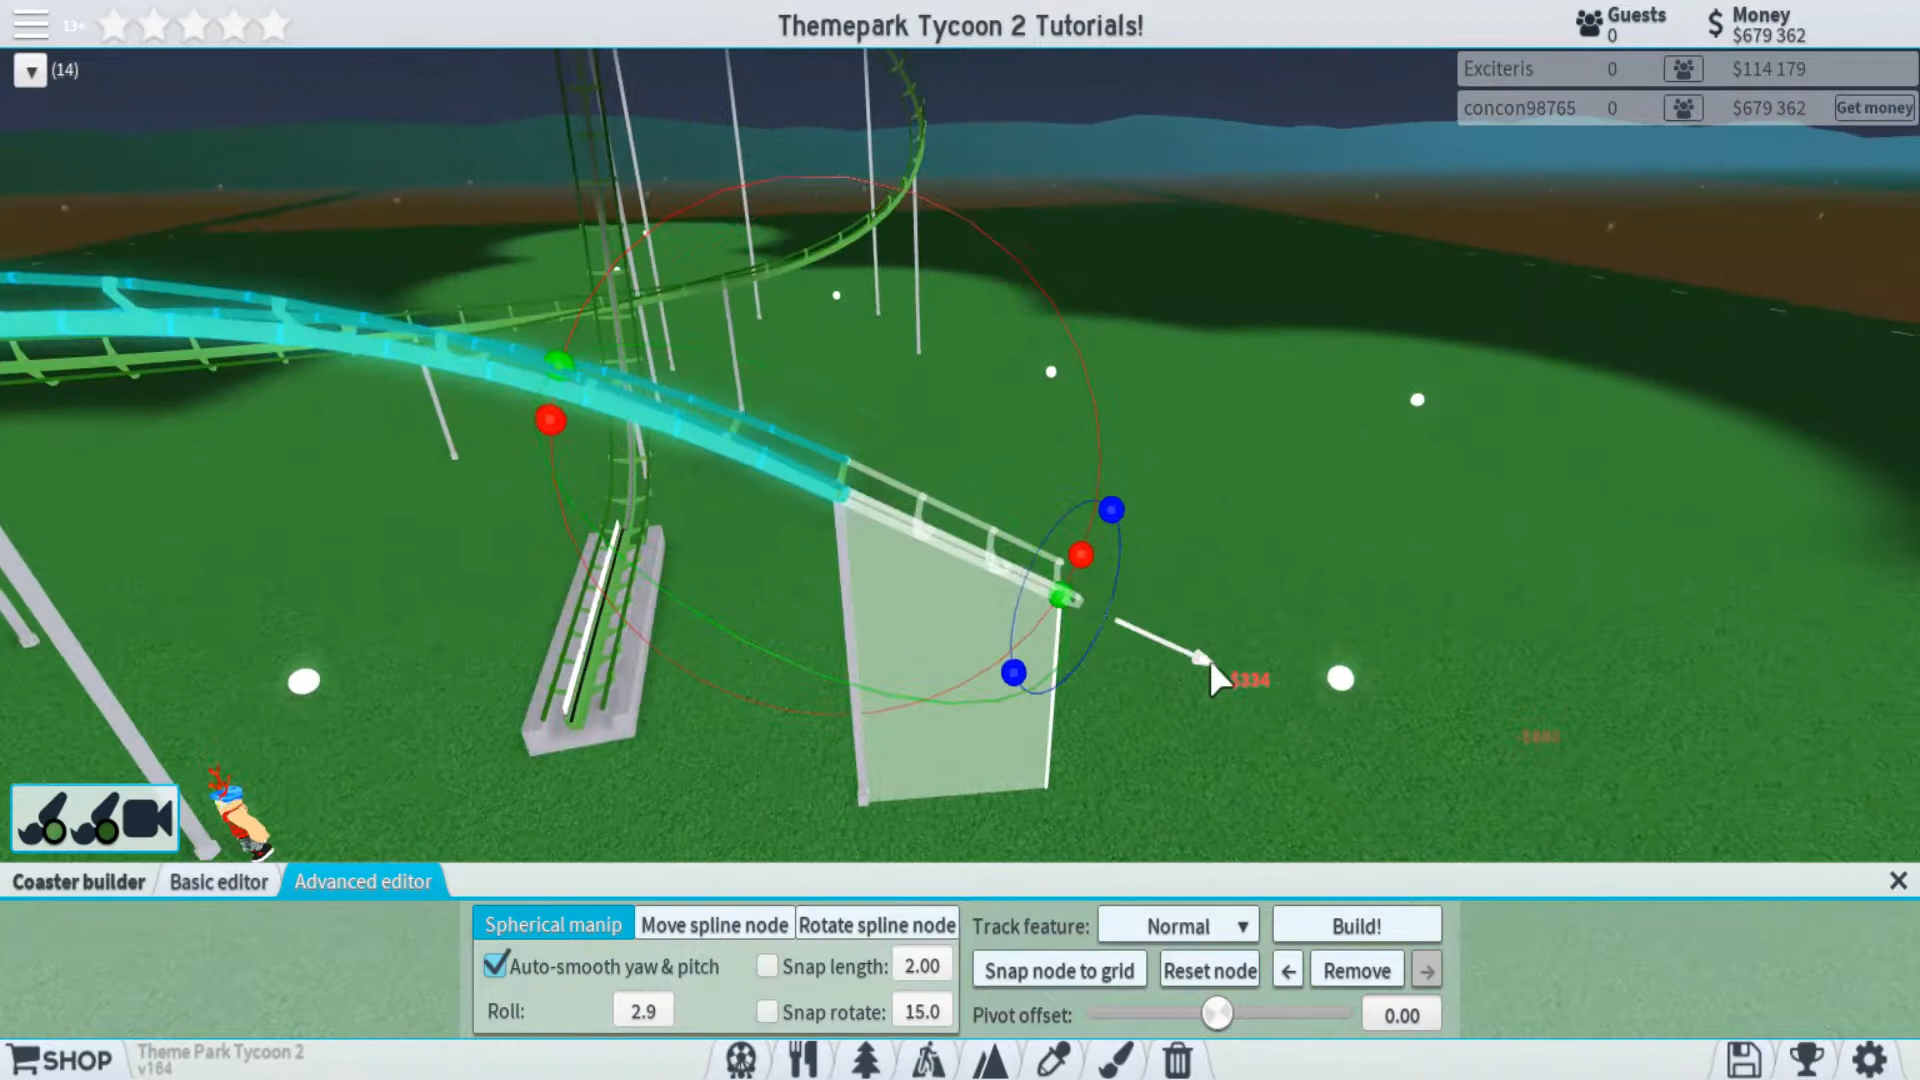 13+
Themepark Tycoon 2 Tutorials!
Guests
0
Money
$679 362
(14)
Exciteris 0 $114 179
concon98765 0 $679 362 Get money
$334
Coaster builder Basic editor Advanced editor
Spherical manip Move spline node Rotate spline node
Track feature: Normal Build!
Auto-smooth yaw & pitch Snap length: 2.00
Snap node to grid Reset node Remove
Roll: 2.9 Snap rotate: 15.0
Pivot offset: 0.00
SHOP
Theme Park Tycoon 2
v164